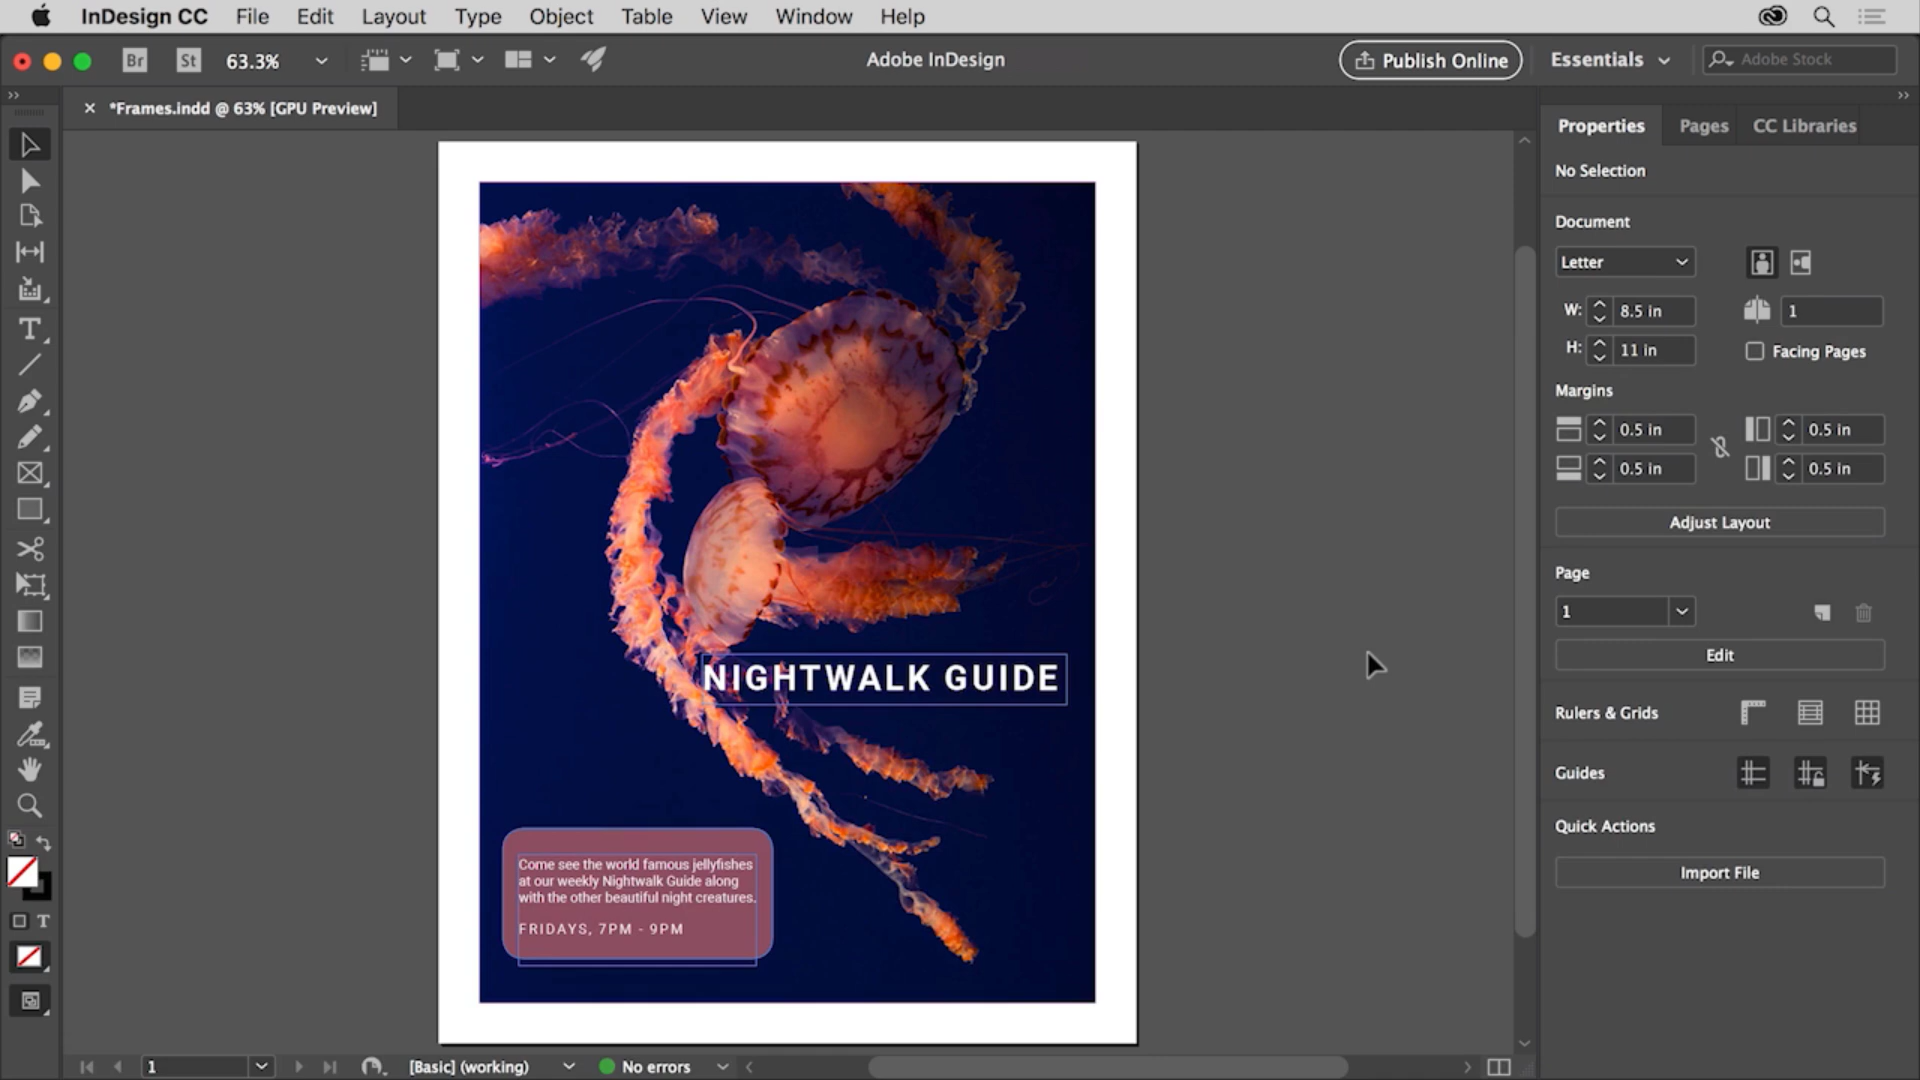 InDesign CC File Edit Layout Type Object Table View Window Help
Br St 63.3% Adobe InDesign Publish Online Essentials Adobe Stock
*Frames.indd @ 63% [GPU Preview]
Properties Pages CC Libraries
No Selection
Document
Letter
W: 8.5 in 1
H: 11 in Facing Pages
Margins
0.5 in 0.5 in
0.5 in 0.5 in
Adjust Layout
Page
1
Edit
Rulers & Grids
Guides
Quick Actions
Import File
NIGHTWALK GUIDE
Come see the world famous jellyfishes
at our weekly Nightwalk Guide along
with the other beautiful night creatures.
FRIDAYS, 7PM - 9PM
1 [Basic] (working) No errors